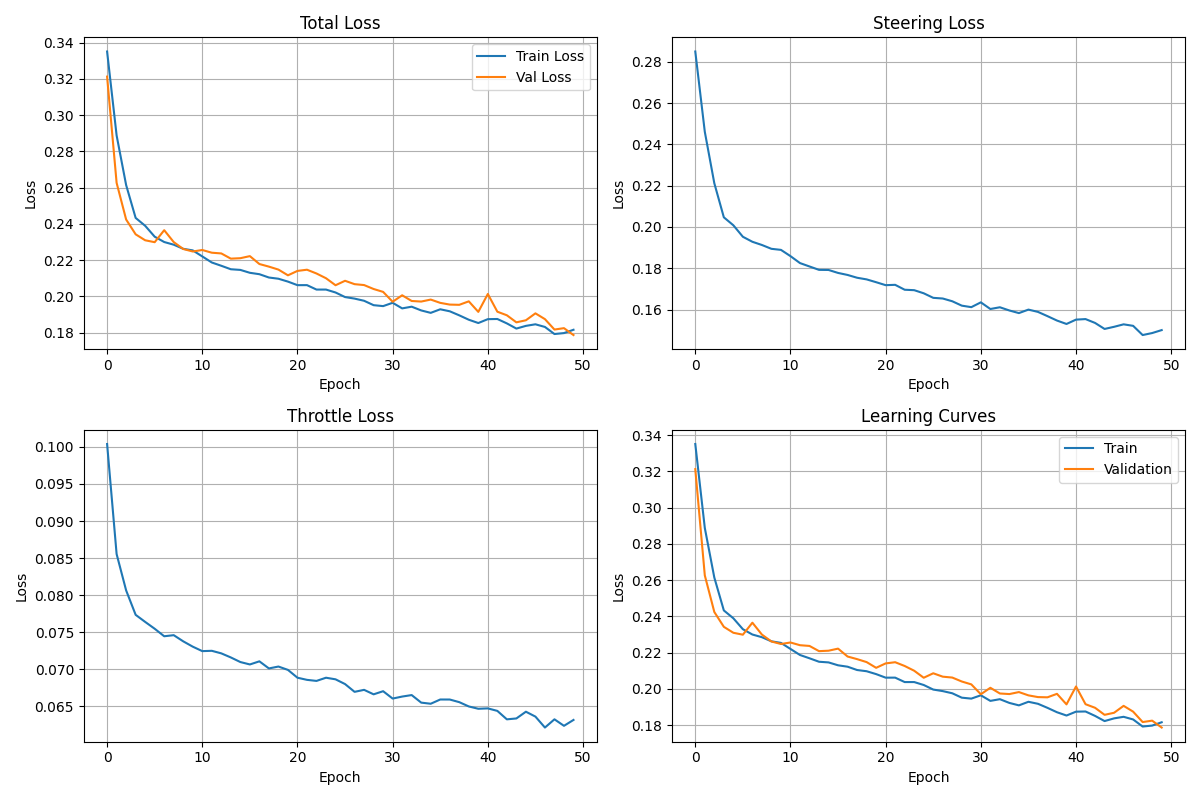 Total Loss
Loss
0.34
0.32
0.30
0.28
0.26
0.24
0.22
0.20
0.18
Train Loss
Val Loss
0 10 20 30 40 50
Epoch
Steering Loss
Loss
0.28
0.26
0.24
0.22
0.20
0.18
0.16
0 10 20 30 40 50
Epoch
Throttle Loss
Loss
0.100
0.095
0.090
0.085
0.080
0.075
0.070
0.065
0 10 20 30 40 50
Epoch
Learning Curves
Loss
0.34
0.32
0.30
0.28
0.26
0.24
0.22
0.20
0.18
Train
Validation
0 10 20 30 40 50
Epoch